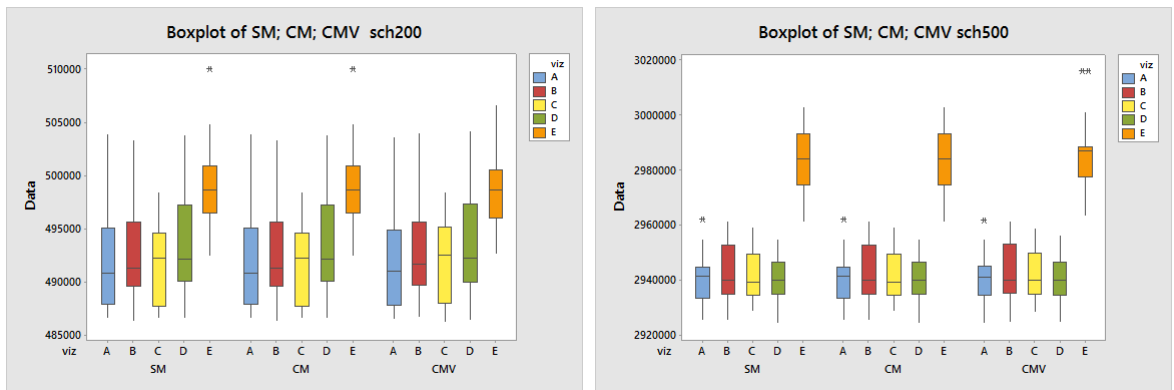 Boxplot of SM; CM; CMV sch200
510000
505000
500000
495000
490000
485000
Data
viz
A
B
C
D
E
viz A B C D E A B C D E A B C D E
SM CM CMV
Boxplot of SM; CM; CMV sch500
3020000
3000000
2980000
2960000
2940000
2920000
Data
viz
A
B
C
D
E
viz A B C D E A B C D E A B C D E
SM CM CMV